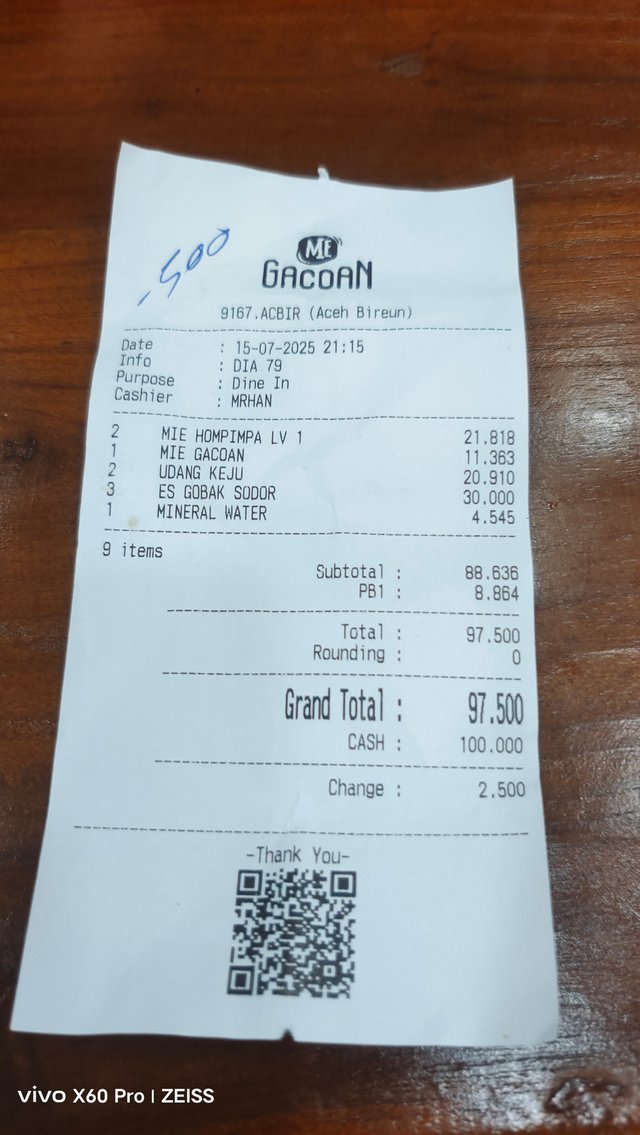 -500
MIE
GACOAN
9167.ACBIR (Aceh Bireun)
Date : 15-07-2025 21:15
Info : DIA 79
Purpose : Dine In
Cashier : MRHAN
2 MIE HOMPIMPA LV 1 21.818
1 MIE GACOAN 11.363
2 UDANG KEJU 20.910
3 ES GOBAK SODOR 30.000
1 MINERAL WATER 4.545
9 items
Subtotal : 88.636
PB1 : 8.864
Total : 97.500
Rounding : 0
Grand Total : 97.500
CASH : 100.000
Change : 2.500
-Thank You-
vivo X60 Pro | ZEISS